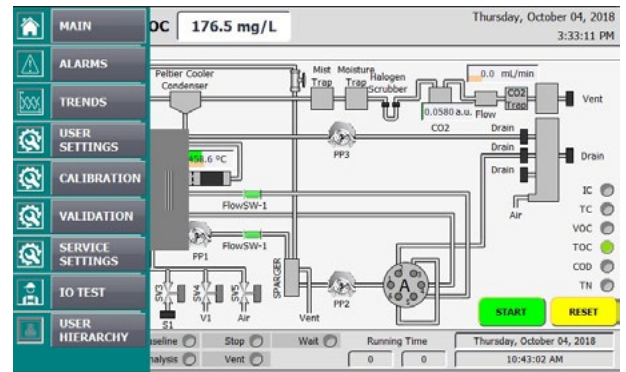 MAIN
OC 176.5 mg/L
Thursday, October 04, 2018
3:33:11 PM
ALARMS
TRENDS
USER
SETTINGS
CALIBRATION
VALIDATION
SERVICE
SETTINGS
IO TEST
USER
HIERARCHY
Peltier Cooler
Condenser
Mist
Trap
Moisture
Trap
Halogen
Scrubber
0.0 mL/min
CO2
Trap
Vent
0.0580 a.u.
Flow
CO2
Drain
Drain
Drain
Drain
PP3
458.6 ºC
FlowSW-1
FlowSW-1
PP1
SPARGER
PP2
A
Air
IC
TC
VOC
TOC
COD
TN
SV3
SV4
SV5
S1
V1
Air
Vent
START
RESET
aseline
Stop
Wait
Running Time
Thursday, October 04, 2018
nalysis
Vent
0
0
10:43:02 AM